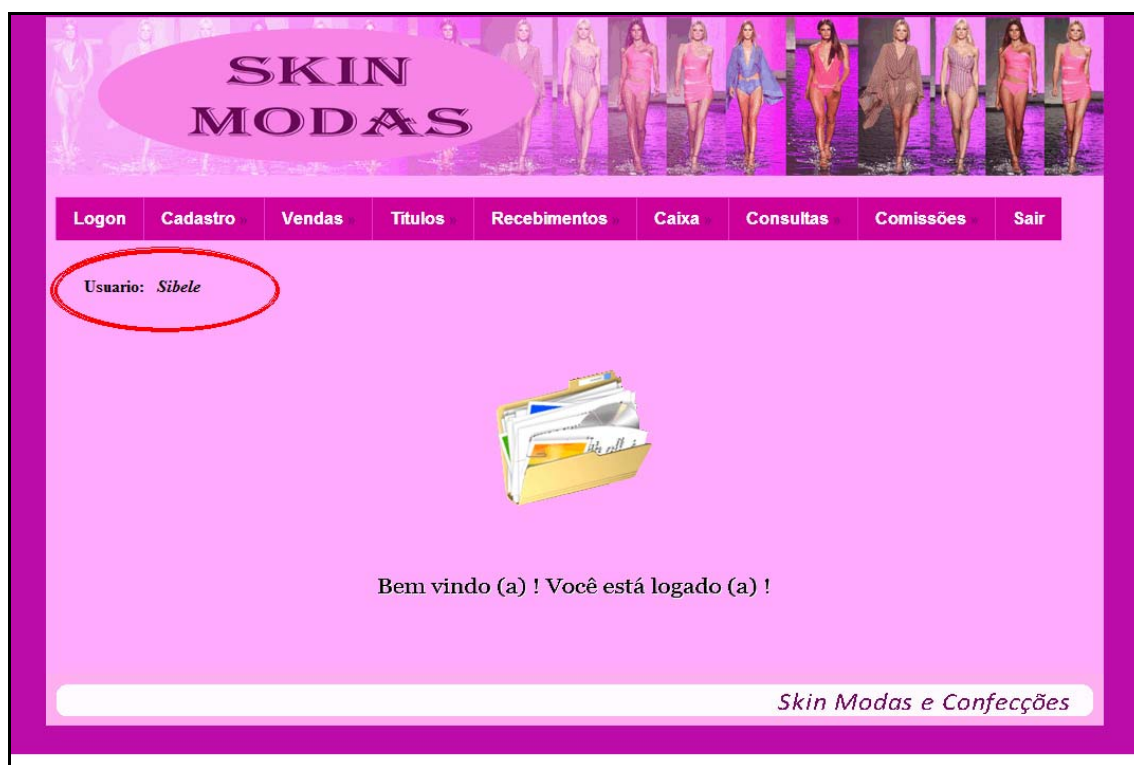 SKIN
MODAS
Logon Cadastro » Vendas » Titulos » Recebimentos » Caixa » Consultas » Comissões » Sair
Usuario: Sibele
Bem vindo (a) ! Você está logado (a) !
Skin Modas e Confecções